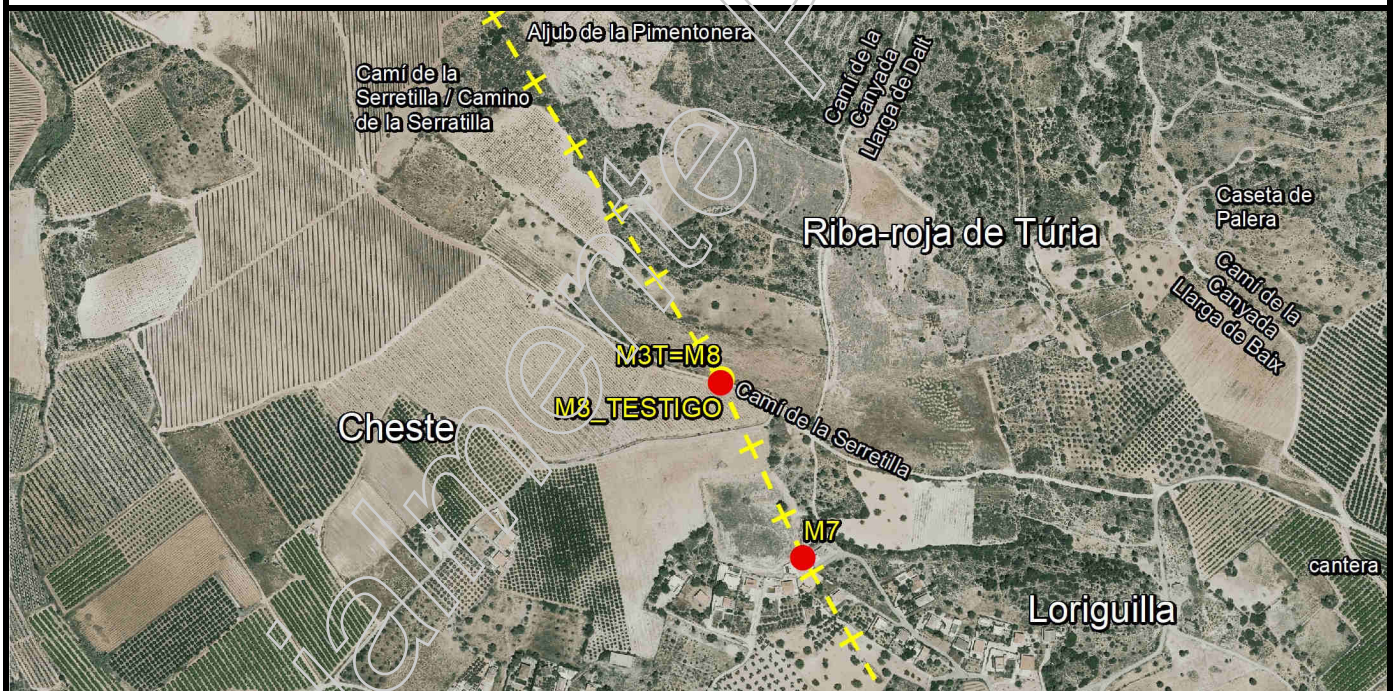 Aljub de la Pimentonera
Camí de la
Serretilla / Camino
de la Serratilla
Camí de la
Canyada
Llarga de Dalt
Caseta de
Palera
Riba-roja de Túria
Camí de la
Canyada
Llarga de Baix
M3T=M8
M8_TESTIGO
Camí de la Serretilla
Cheste
M7
cantera
Loriguilla